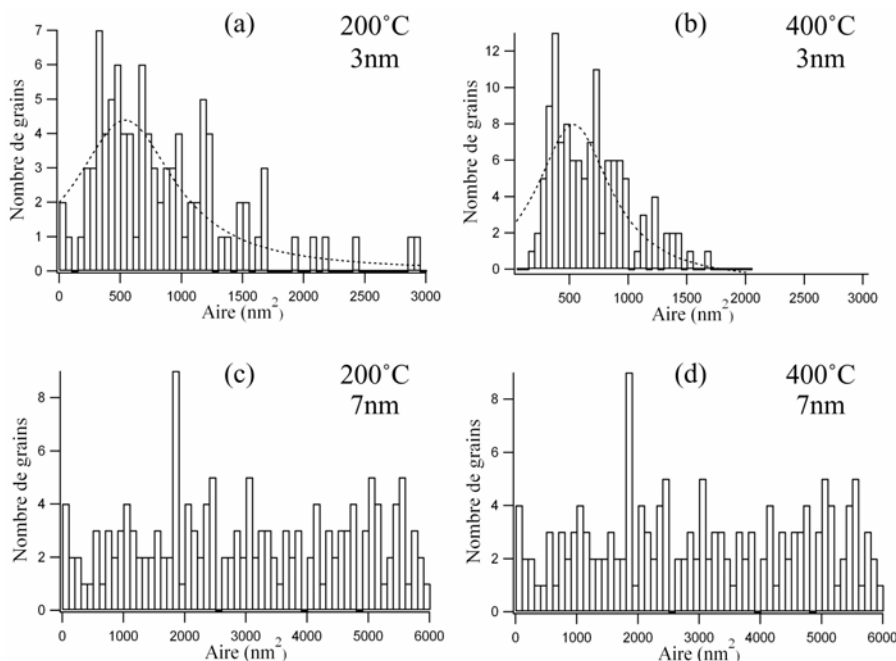 (a)
200°C
3nm
7
6
5
4
3
2
1
0
Nombre de grains
0 500 1000 1500 2000 2500 3000
Aire (nm²)
(b)
400°C
3nm
12
10
8
6
4
2
0
Nombre de grains
500 1000 1500 2000 2500 3000
Aire (nm²)
(c)
200°C
7nm
8
6
4
2
0
Nombre de grains
0 1000 2000 3000 4000 5000 6000
Aire (nm²)
(d)
400°C
7nm
8
6
4
2
0
Nombre de grains
0 1000 2000 3000 4000 5000 6000
Aire (nm²)